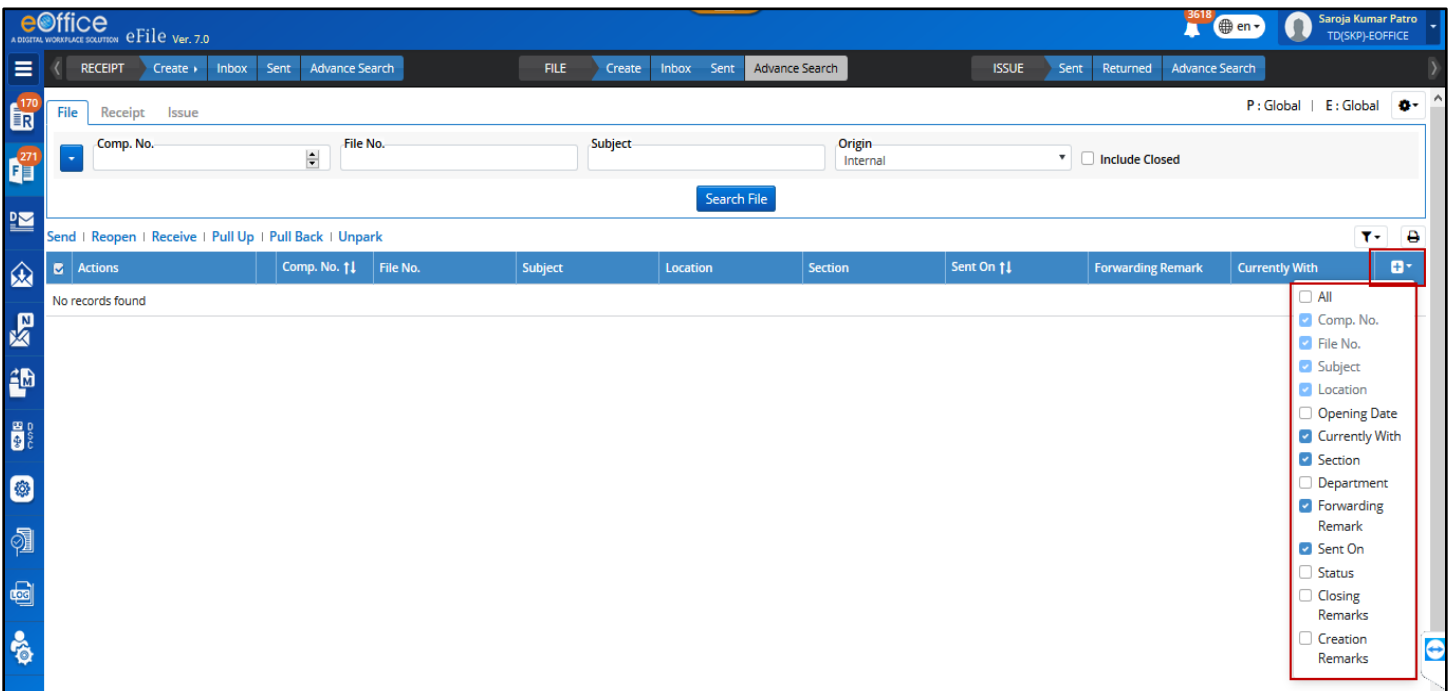 eOffice
A DIGITAL WORKPLACE SOLUTION eFile Ver. 7.0
3618
en
Saroja Kumar Patro
TD(SKP)-EOFFICE
RECEIPT Create Inbox Sent Advance Search FILE Create Inbox Sent Advance Search ISSUE Sent Returned Advance Search
170
R
File Receipt Issue P : Global | E : Global
271
F
Comp. No. File No. Subject Origin
Internal
Include Closed
Search File
D
Send | Reopen | Receive | Pull Up | Pull Back | Unpark
Actions Comp. No. File No. Subject Location Section Sent On Forwarding Remark Currently With
No records found
All
Comp. No.
File No.
Subject
Location
Opening Date
Currently With
Section
Department
Forwarding
Remark
Sent On
Status
Closing
Remarks
Creation
Remarks
N
M
DSC
LOG